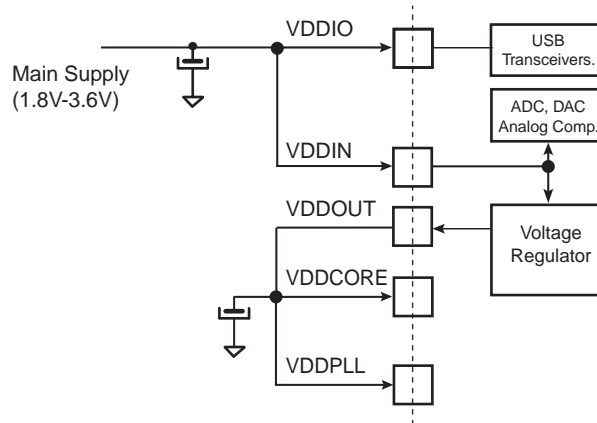 VDDIO
USB
Transceivers.
Main Supply
(1.8V-3.6V)
ADC, DAC
Analog Comp.
VDDIN
VDDOUT
Voltage
Regulator
VDDCORE
VDDPLL